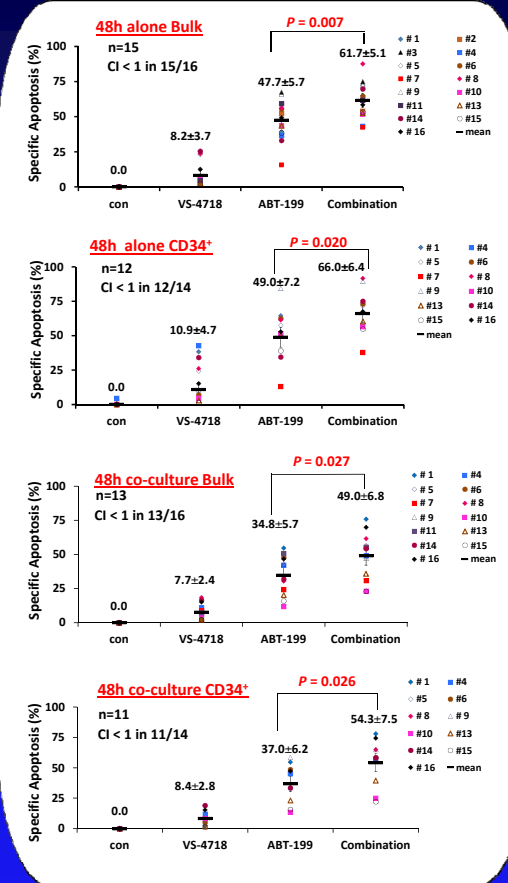 48h alone Bulk
P = 0.007
n=15
CI < 1 in 15/16
Specific Apoptosis (%)
100
75
50
25
0
0.0
8.2±3.7
47.7±5.7
61.7±5.1
con VS-4718 ABT-199 Combination
# 1 #2
#3 #4
# 5 #6
# 7 # 8
# 9 #10
#11 #13
#14 #15
# 16 mean
48h alone CD34+
P = 0.020
n=12
CI < 1 in 12/14
Specific Apoptosis (%)
100
75
50
25
0
0.0
10.9±4.7
49.0±7.2
66.0±6.4
con VS-4718 ABT-199 Combination
# 1 #4
# 5 #6
# 7 # 8
# 9 #10
#13 #14
#15 # 16
mean
48h co-culture Bulk
P = 0.027
n=13
CI < 1 in 13/16
Specific Apoptosis (%)
100
75
50
25
0
0.0
7.7±2.4
34.8±5.7
49.0±6.8
con VS-4718 ABT-199 Combination
# 1 #4
# 5 #6
# 7 # 8
# 9 #10
#11 #13
#14 #15
# 16 mean
48h co-culture CD34+
P = 0.026
n=11
CI < 1 in 11/14
Specific Apoptosis (%)
100
75
50
25
0
0.0
8.4±2.8
37.0±6.2
54.3±7.5
con VS-4718 ABT-199 Combination
# 1 #4
#5 #6
# 8 # 9
#10 #13
#14 #15
# 16 mean